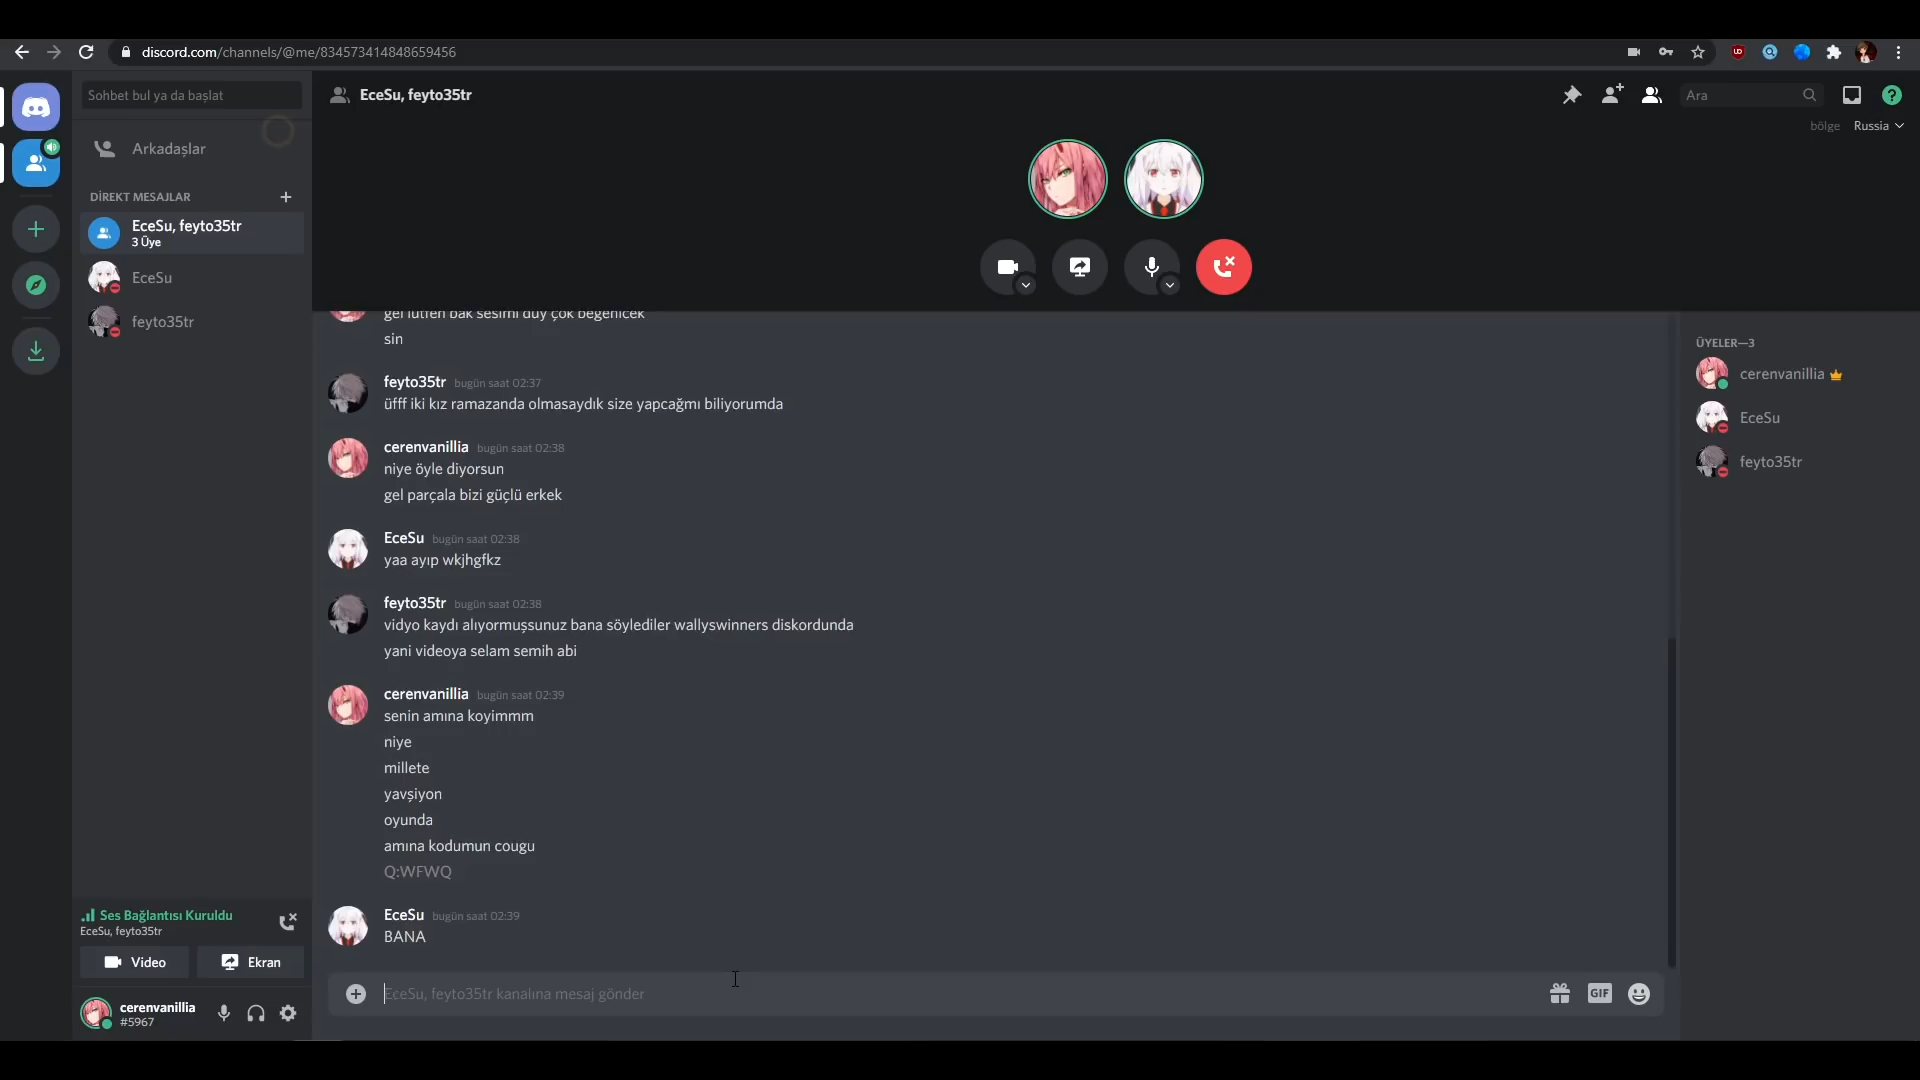 discord.com/channels/@me/834573414848659456
Sohbet bul ya da başlat
EceSu, feyto35tr
Ara
bölge Russia
Arkadaşlar
DİREKT MESAJLAR
EceSu, feyto35tr
3 Üye
EceSu
feyto35tr
gel lütfen bak sesimi duy çok beğenicek
sin
feyto35tr bugün saat 02:37
üfff iki kız ramazanda olmasaydık size yapcağmı biliyorumda
cerenvanillia bugün saat 02:38
niye öyle diyorsun
gel parçala bizi güçlü erkek
EceSu bugün saat 02:38
yaa ayıp wkjhgfkz
feyto35tr bugün saat 02:38
vidyo kaydı alıyormuşsunuz bana söylediler wallyswinners diskordunda
yani videoya selam semih abi
cerenvanillia bugün saat 02:39
senin amına koyimmm
niye
millete
yavşiyon
oyunda
amına kodumun cougu
Q:WFWQ
EceSu bugün saat 02:39
BANA
EceSu, feyto35tr kanalına mesaj gönder
GIF
ÜYELER—3
cerenvanillia
EceSu
feyto35tr
Ses Bağlantısı Kuruldu
EceSu, feyto35tr
Video
Ekran
cerenvanillia
#5967